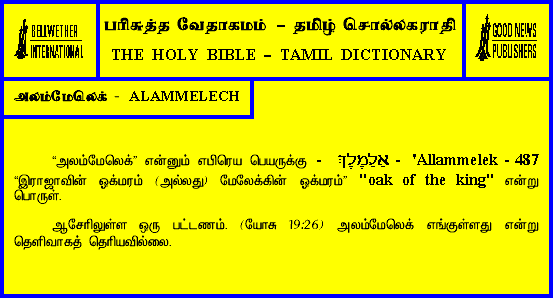 BELLWETHER
INTERNATIONAL
பரிசுத்த வேதாகமம் – தமிழ் சொல்லகராதி
THE HOLY BIBLE – TAMIL DICTIONARY
GOOD NEWS
PUBLISHERS
அலம்மேலெக் - ALAMMELECH
“அலம்மேலெக்” என்னும் எபிரெய பெயருக்கு - אַלַמֶּלֶךְ - 'Allammelek - 487
“இராஜாவின் ஓக்மரம் (அல்லது) மேலேக்கின் ஓக்மரம்” "oak of the king" என்று
பொருள்.
ஆசேரிலுள்ள ஒரு பட்டணம். (யோசு 19:26) அலம்மேலெக் எங்குள்ளது என்று
தெளிவாகத் தெரியவில்லை.